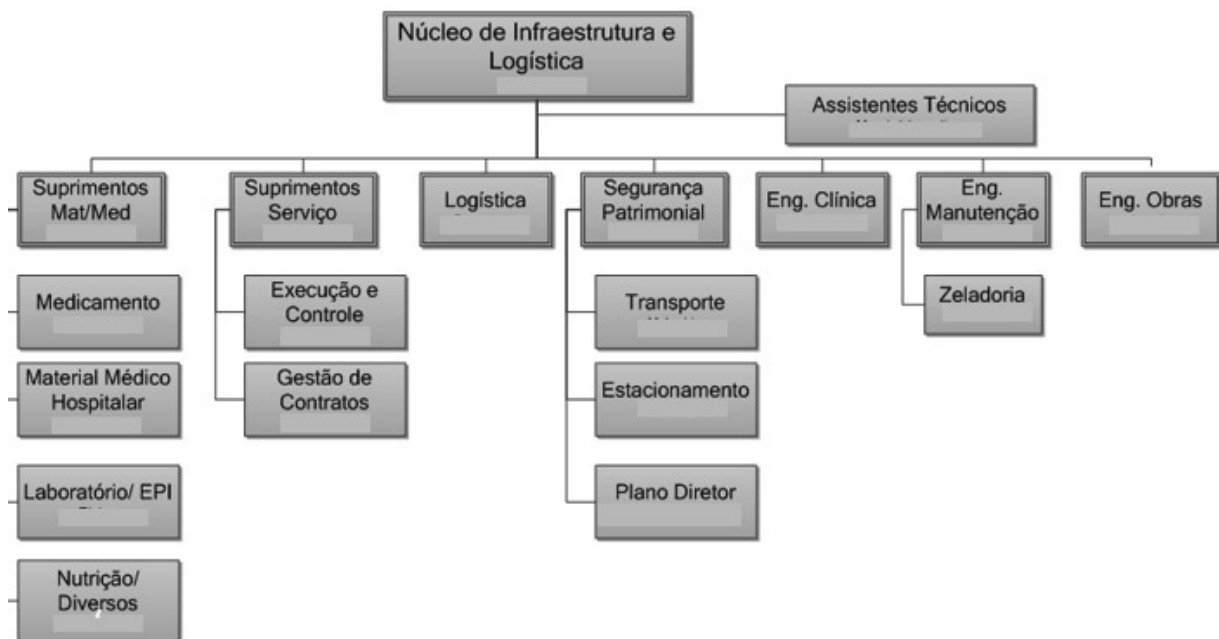 Núcleo de Infraestrutura e
Logística
Assistentes Técnicos
Suprimentos
Mat/Med
Suprimentos
Serviço
Logística
Segurança
Patrimonial
Eng. Clínica
Eng.
Manutenção
Eng. Obras
Medicamento
Execução e
Controle
Transporte
Zeladoria
Material Médico
Hospitalar
Gestão de
Contratos
Estacionamento
Laboratório/ EPI
Plano Diretor
Nutrição/
Diversos